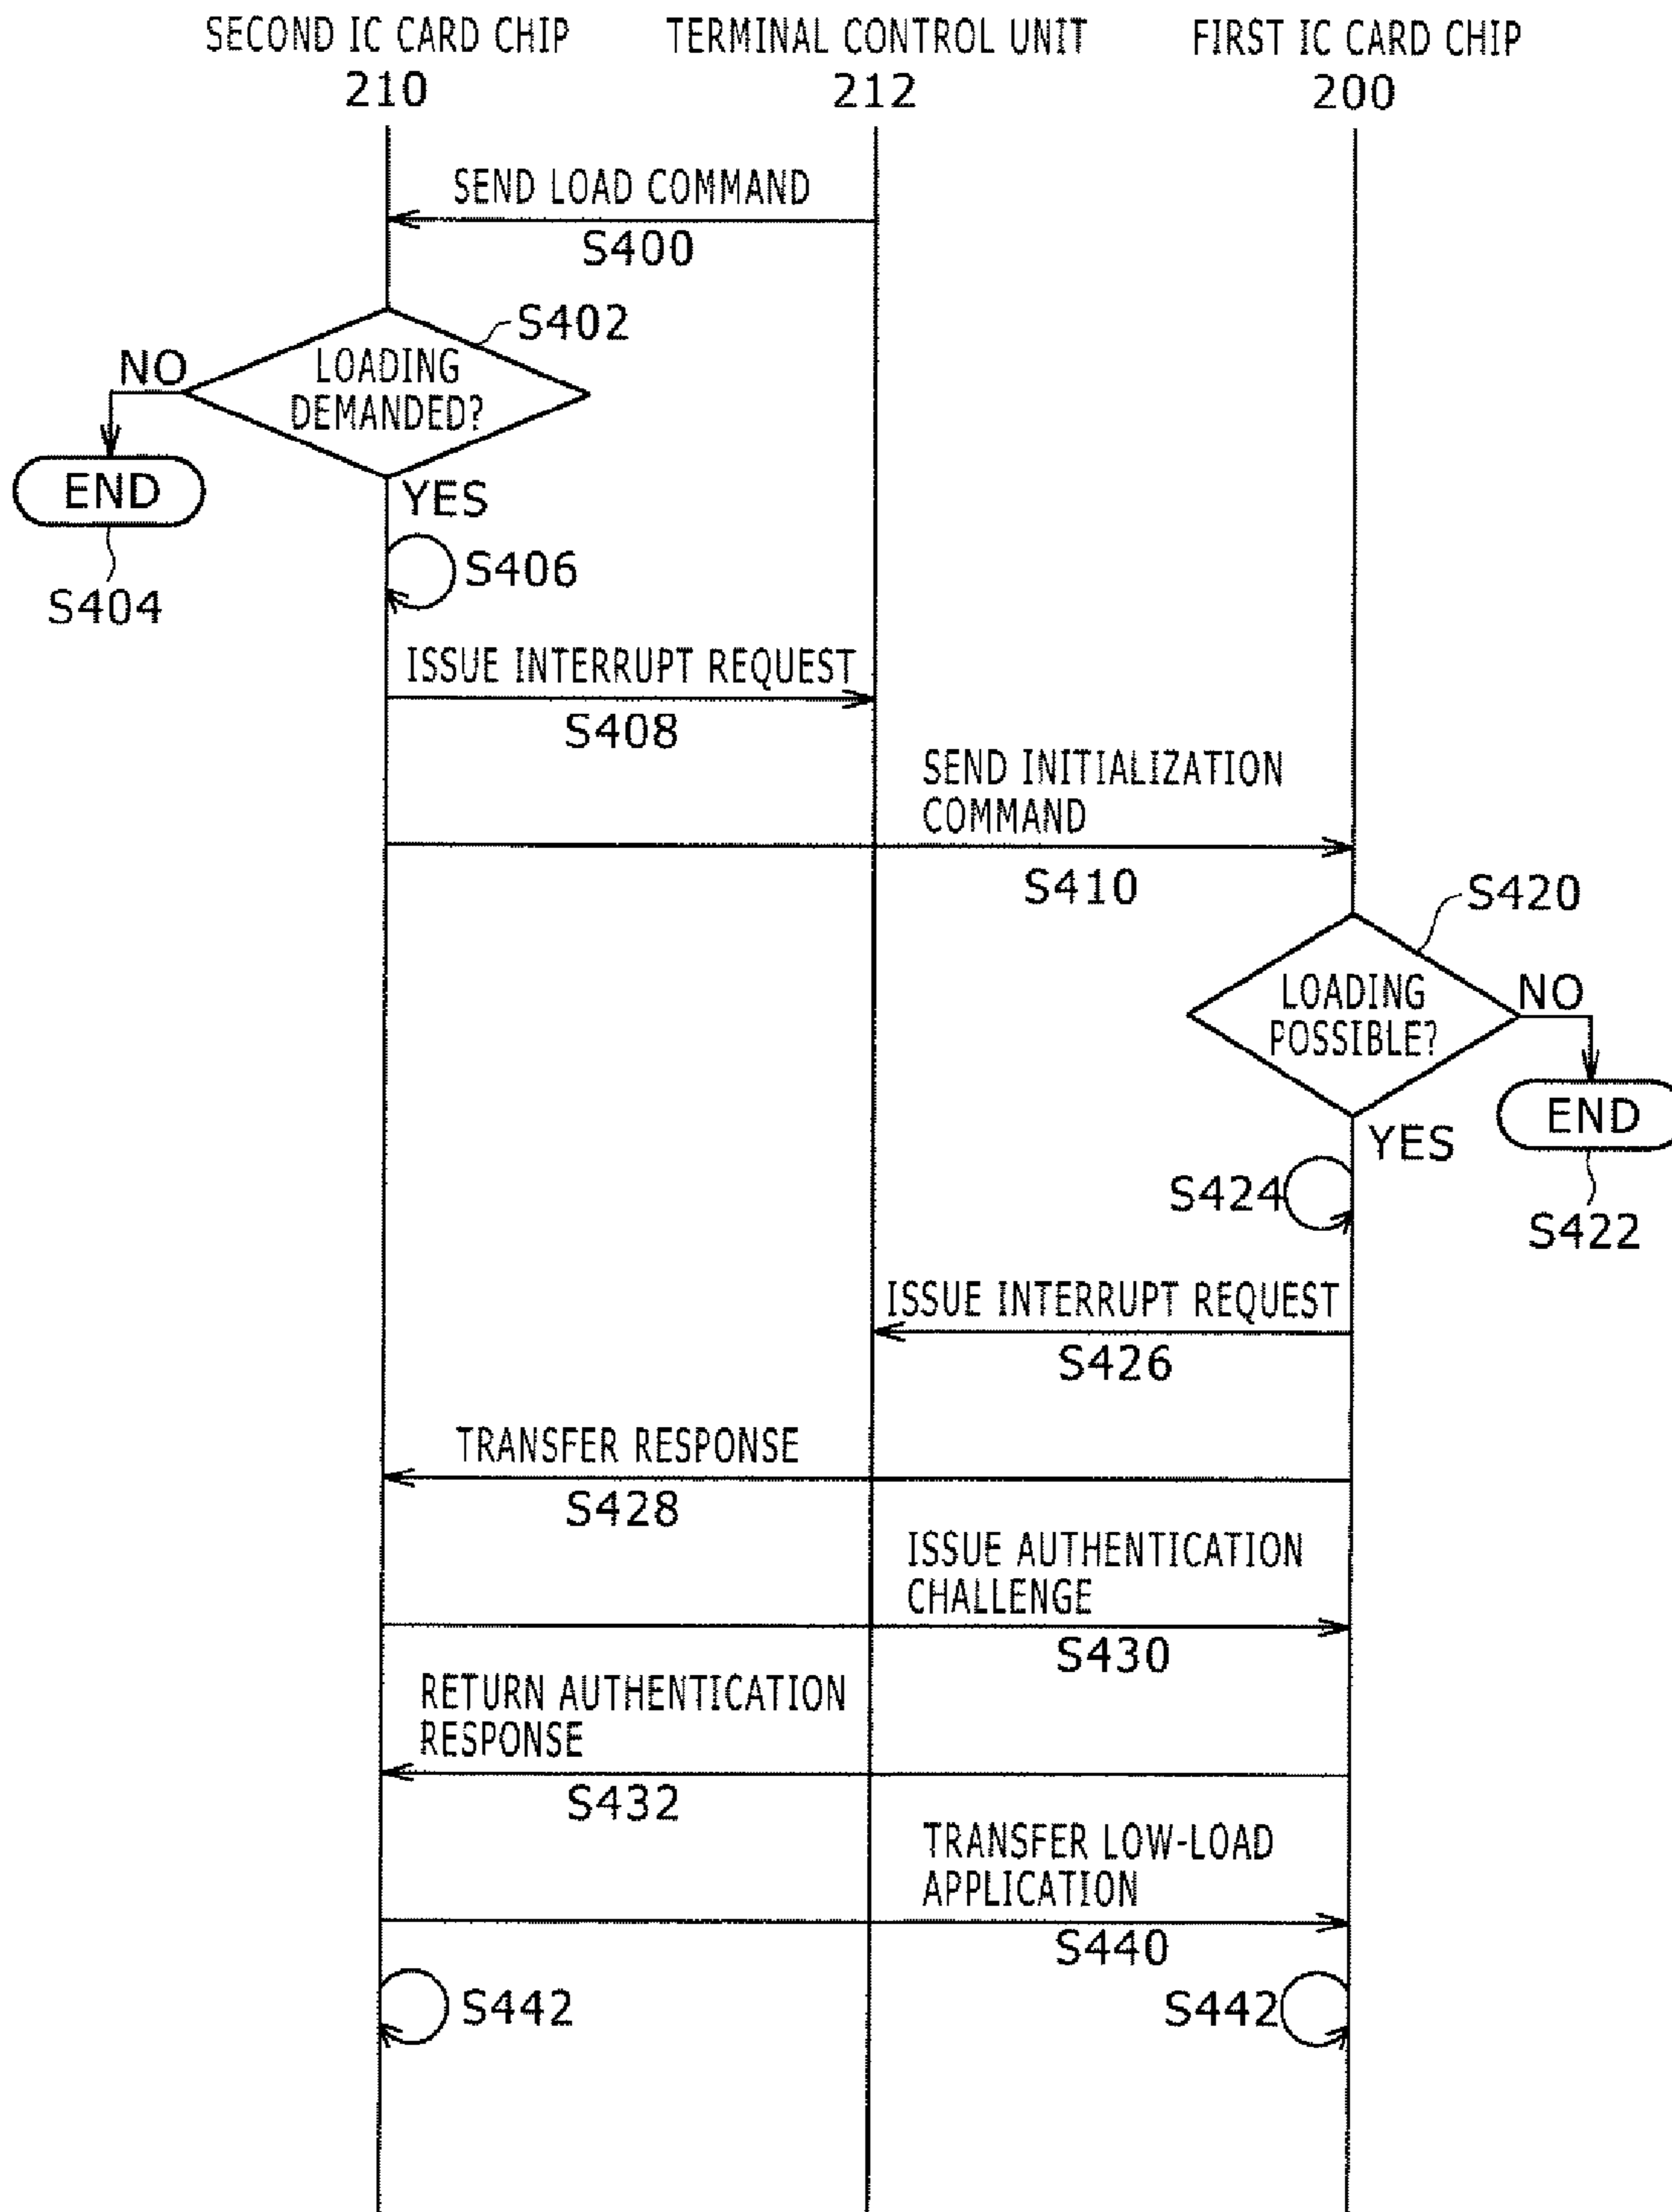 SECOND IC CARD CHIP
210
TERMINAL CONTROL UNIT
212
FIRST IC CARD CHIP
200
SEND LOAD COMMAND
S400
S402
LOADING
DEMANDED?
NO
END
S404
YES
S406
ISSUE INTERRUPT REQUEST
S408
SEND INITIALIZATION
COMMAND
S410
S420
LOADING
POSSIBLE?
NO
END
S422
YES
S424
ISSUE INTERRUPT REQUEST
S426
TRANSFER RESPONSE
S428
ISSUE AUTHENTICATION
CHALLENGE
S430
RETURN AUTHENTICATION
RESPONSE
S432
TRANSFER LOW-LOAD
APPLICATION
S440
S442
S442